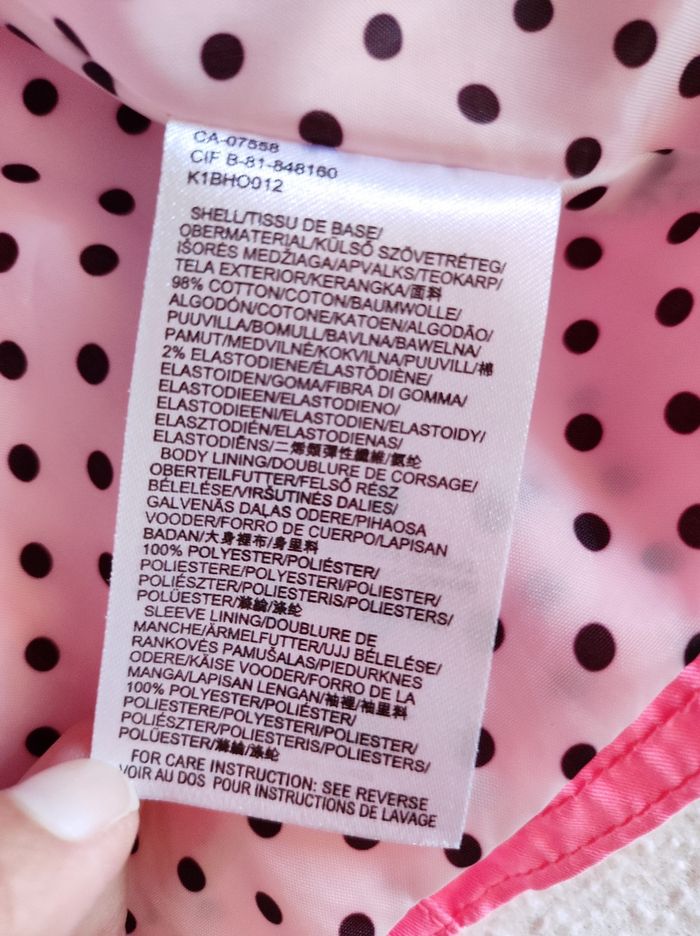 CA-07558
CIF B-81-848160
K1BHO012
SHELL/TISSU DE BASE/
OBERMATERIAL/KÜLSŐ SZÖVETRÉTEG/
IŠORĖS MEDŽIAGA/APVALKS/TEOKARP/
TELA EXTERIOR/KERANGKA/面料
98% COTTON/COTON/BAUMWOLLE/
ALGODÓN/COTONE/KATOEN/ALGODÃO/
PUUVILLA/BOMULL/BAVLNA/BAWELNA/
PAMUT/MEDVILNĖ/KOKVILNA/PUUVILL/棉
2% ELASTODIENE/ÉLASTODIÈNE/
ELASTOIDEN/GOMA/FIBRA DI GOMMA/
ELASTODIEEN/ELASTODIENO/
ELASTODIEENI/ELASTODIEN/ELASTOIDY/
ELASZTODIÉN/ELASTODIENAS/
ELASTODIĒNS/二烯類彈性纖維/氨纶
BODY LINING/DOUBLURE DE CORSAGE/
OBERTEILFUTTER/FELSŐ RÉSZ
BÉLELÉSE/VIRŠUTINĖS DALIES/
GALVENĀS DAĻAS ODERE/PIHAOSA
VOODER/FORRO DE CUERPO/LAPISAN
BADAN/大身裡布/身里料
100% POLYESTER/POLIÉSTER/
POLIESTERE/POLYESTERI/POLIESTER/
POLIÉSZTER/POLIESTERIS/POLIESTERS/
POLÜESTER/滌綸/涤纶
SLEEVE LINING/DOUBLURE DE
MANCHE/ÄRMELFUTTER/UJJ BÉLELÉSE/
RANKOVĖS PAMUŠALAS/PIEDURKNES
ODERE/KÄISE VOODER/FORRO DE LA
MANGA/LAPISAN LENGAN/袖裡/袖里料
100% POLYESTER/POLIÉSTER/
POLIESTERE/POLYESTERI/POLIESTER/
POLIÉSZTER/POLIESTERIS/POLIESTERS/
POLÜESTER/滌綸/涤纶
FOR CARE INSTRUCTION: SEE REVERSE
VOIR AU DOS POUR INSTRUCTIONS DE LAVAGE